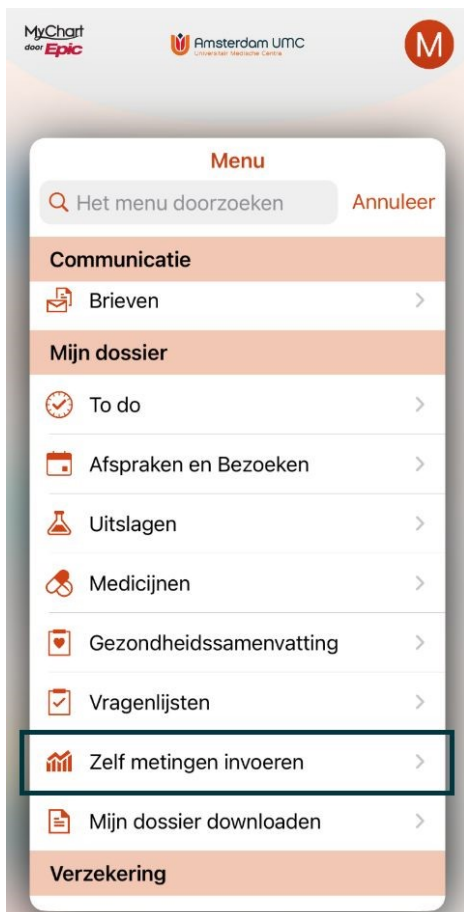 MyChart
door Epic
Amsterdam UMC
Universitair Medische Centra
M
Menu
Het menu doorzoeken
Annuleer
Communicatie
Brieven
Mijn dossier
To do
Afspraken en Bezoeken
Uitslagen
Medicijnen
Gezondheidssamenvatting
Vragenlijsten
Zelf metingen invoeren
Mijn dossier downloaden
Verzekering